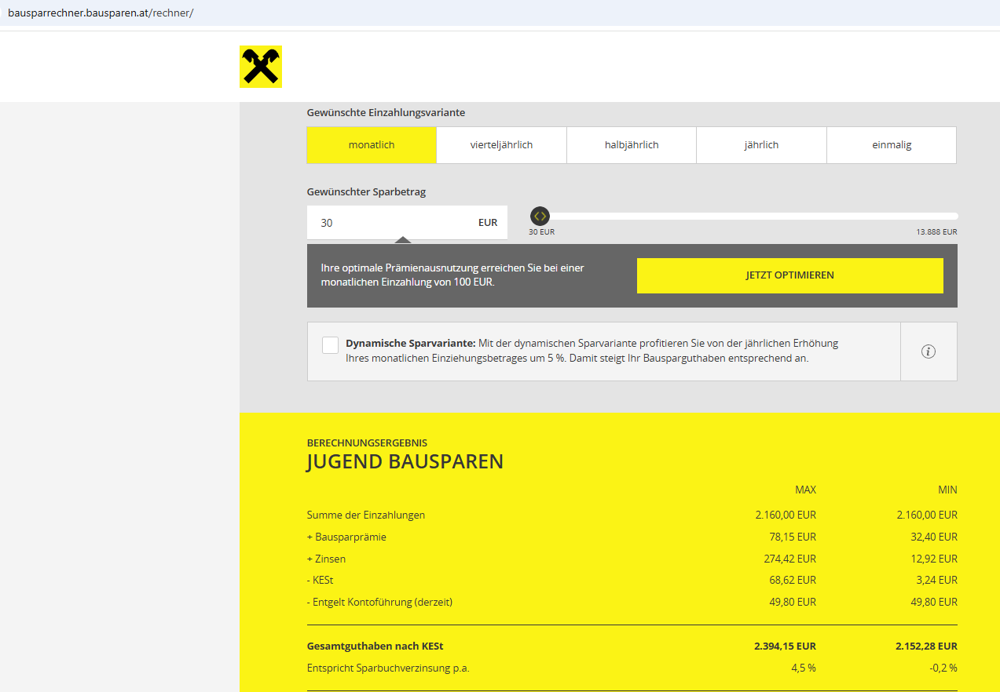 bausparrechner.bausparen.at/rechner/
Gewünschte Einzahlungsvariante
monatlich vierteljährlich halbjährlich jährlich einmalig
Gewünschter Sparbetrag
30 EUR
30 EUR 13.888 EUR
Ihre optimale Prämienausnutzung erreichen Sie bei einer
monatlichen Einzahlung von 100 EUR.
JETZT OPTIMIEREN
Dynamische Sparvariante: Mit der dynamischen Sparvariante profitieren Sie von der jährlichen Erhöhung
Ihres monatlichen Einziehungsbetrages um 5 %. Damit steigt Ihr Bausparguthaben entsprechend an.
i
BERECHNUNGSERGEBNIS
JUGEND BAUSPAREN
MAX MIN
Summe der Einzahlungen 2.160,00 EUR 2.160,00 EUR
+ Bausparprämie 78,15 EUR 32,40 EUR
+ Zinsen 274,42 EUR 12,92 EUR
- KESt 68,62 EUR 3,24 EUR
- Entgelt Kontoführung (derzeit) 49,80 EUR 49,80 EUR
Gesamtguthaben nach KESt 2.394,15 EUR 2.152,28 EUR
Entspricht Sparbuchverzinsung p.a. 4,5 % -0,2 %